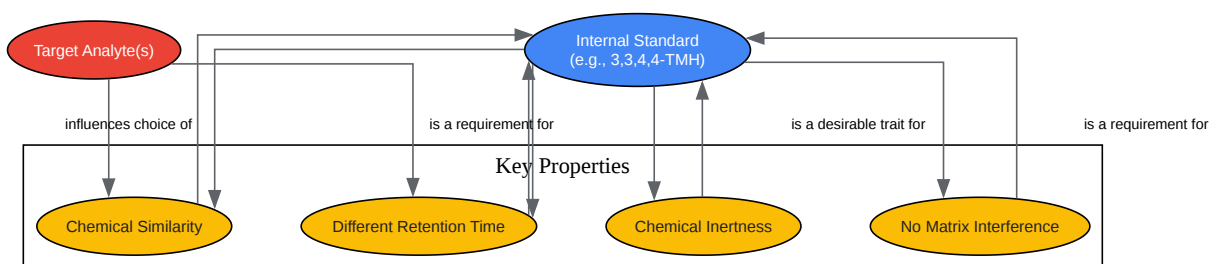 Target Analyte(s)
Internal Standard
(e.g., 3,3,4,4-TMH)
influences choice of
is a requirement for
is a desirable trait for
is a requirement for
Key Properties
Chemical Similarity
Different Retention Time
Chemical Inertness
No Matrix Interference